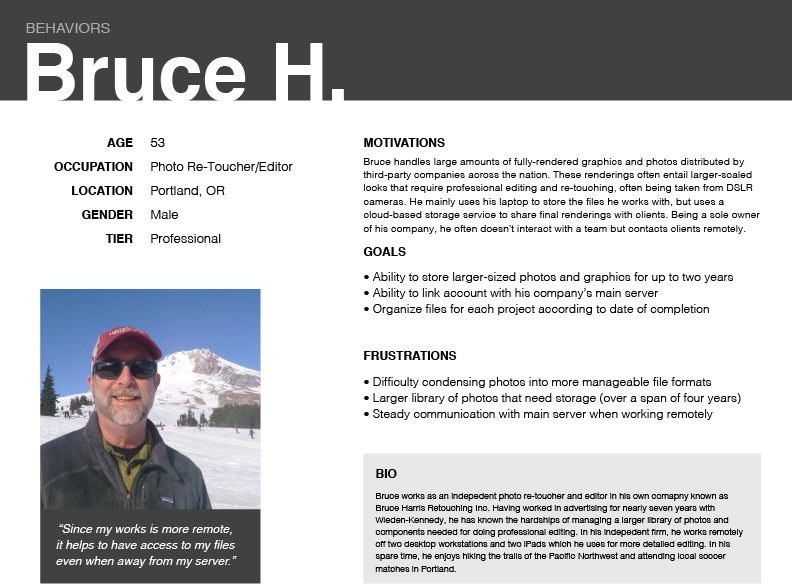 BEHAVIORS
Bruce H.
AGE 53
OCCUPATION Photo Re-Toucher/Editor
LOCATION Portland, OR
GENDER Male
TIER Professional
“Since my works is more remote,
it helps to have access to my files
even when away from my server.”
MOTIVATIONS
Bruce handles large amounts of fully-rendered graphics and photos distributed by
third-party companies across the nation. These renderings often entail larger-scaled
looks that require professional editing and re-touching, often being taken from DSLR
cameras. He mainly uses his laptop to store the files he works with, but uses a
cloud-based storage service to share final renderings with clients. Being a sole owner
of his company, he often doesn’t interact with a team but contacts clients remotely.
GOALS
• Ability to store larger-sized photos and graphics for up to two years
• Ability to link account with his company’s main server
• Organize files for each project according to date of completion
FRUSTRATIONS
• Difficulty condensing photos into more manageable file formats
• Larger library of photos that need storage (over a span of four years)
• Steady communication with main server when working remotely
BIO
Bruce works as an indepedent photo re-toucher and editor in his own comapny known as
Bruce Harris Retouching Inc. Having worked in advertising for nearly seven years with
Wieden-Kennedy, he has known the hardships of managing a larger library of photos and
components needed for doing professional editing. In his indepedent firm, he works remotely
off two desktop workstations and two iPads which he uses for more detailed editing. In his
spare time, he enjoys hiking the trails of the Pacific Northwest and attending local soccer
matches in Portland.